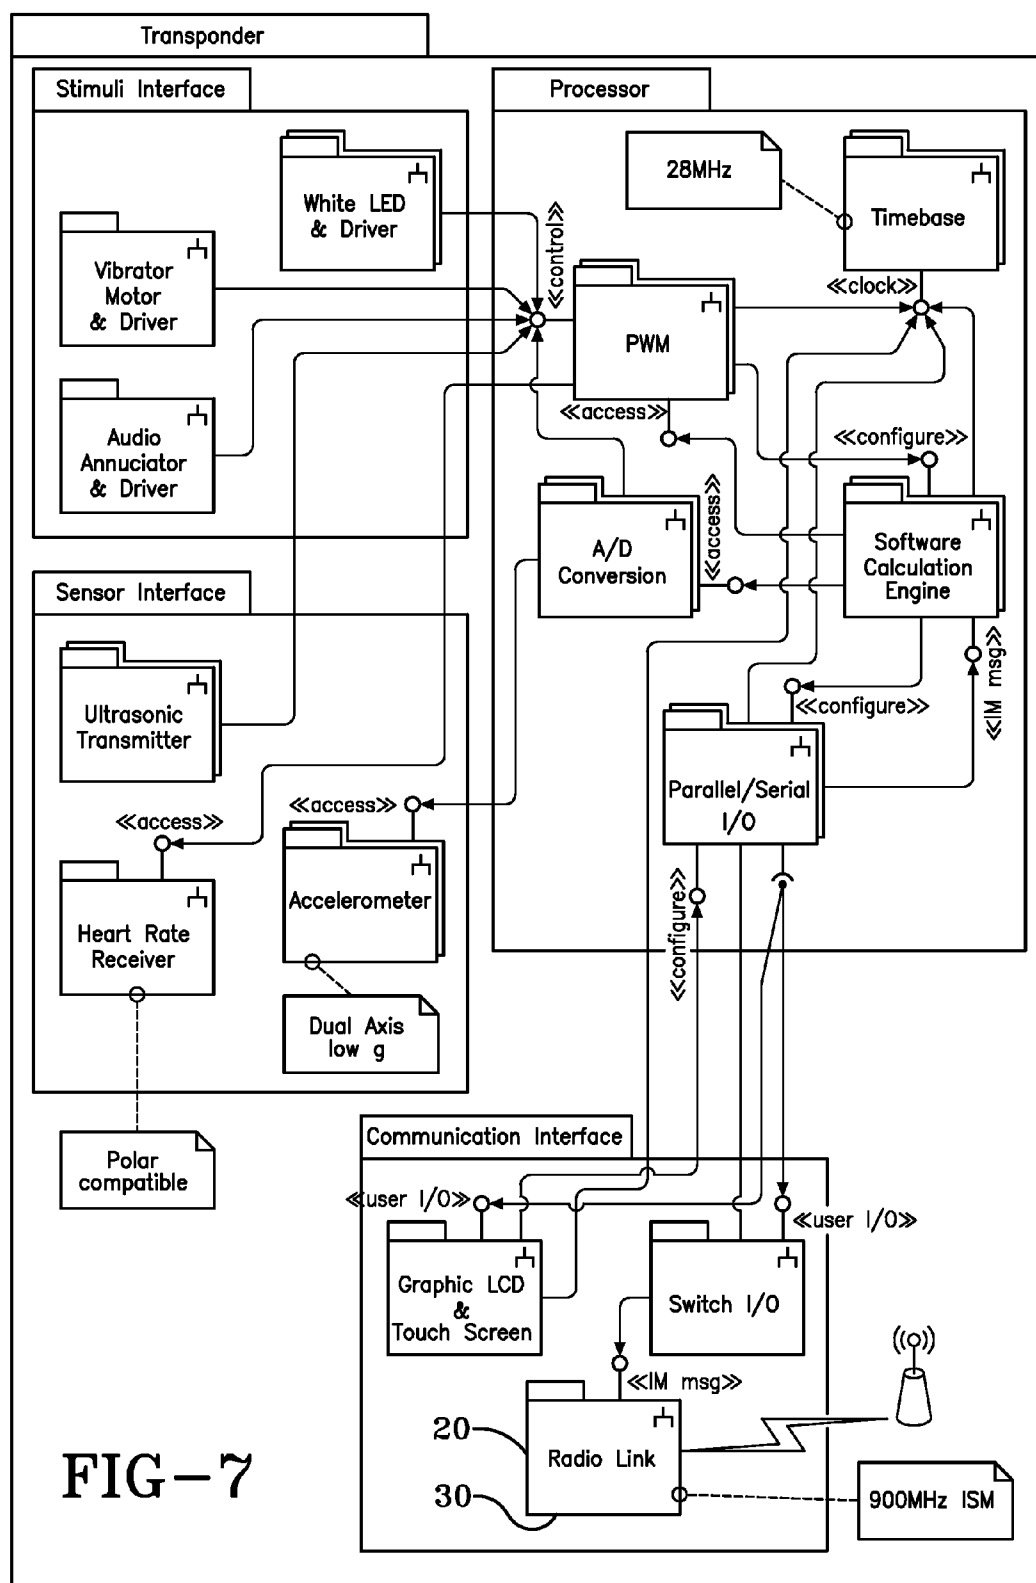 Transponder
Stimuli Interface
White LED
& Driver
Vibrator
Motor
& Driver
Audio
Annuciator
& Driver
Processor
28MHz
Timebase
≪clock≫
≪control≫
PWM
≪access≫
≪configure≫
A/D
Conversion
≪access≫
Software
Calculation
Engine
≪IM msg≫
≪configure≫
Parallel/Serial
I/O
≪configure≫
Sensor Interface
Ultrasonic
Transmitter
≪access≫
≪access≫
Heart Rate
Receiver
Accelerometer
Dual Axis
low g
Polar
compatible
Communication Interface
≪user I/O≫
≪user I/O≫
Graphic LCD
&
Touch Screen
Switch I/O
≪IM msg≫
20
Radio Link
30
900MHz ISM
FIG-7